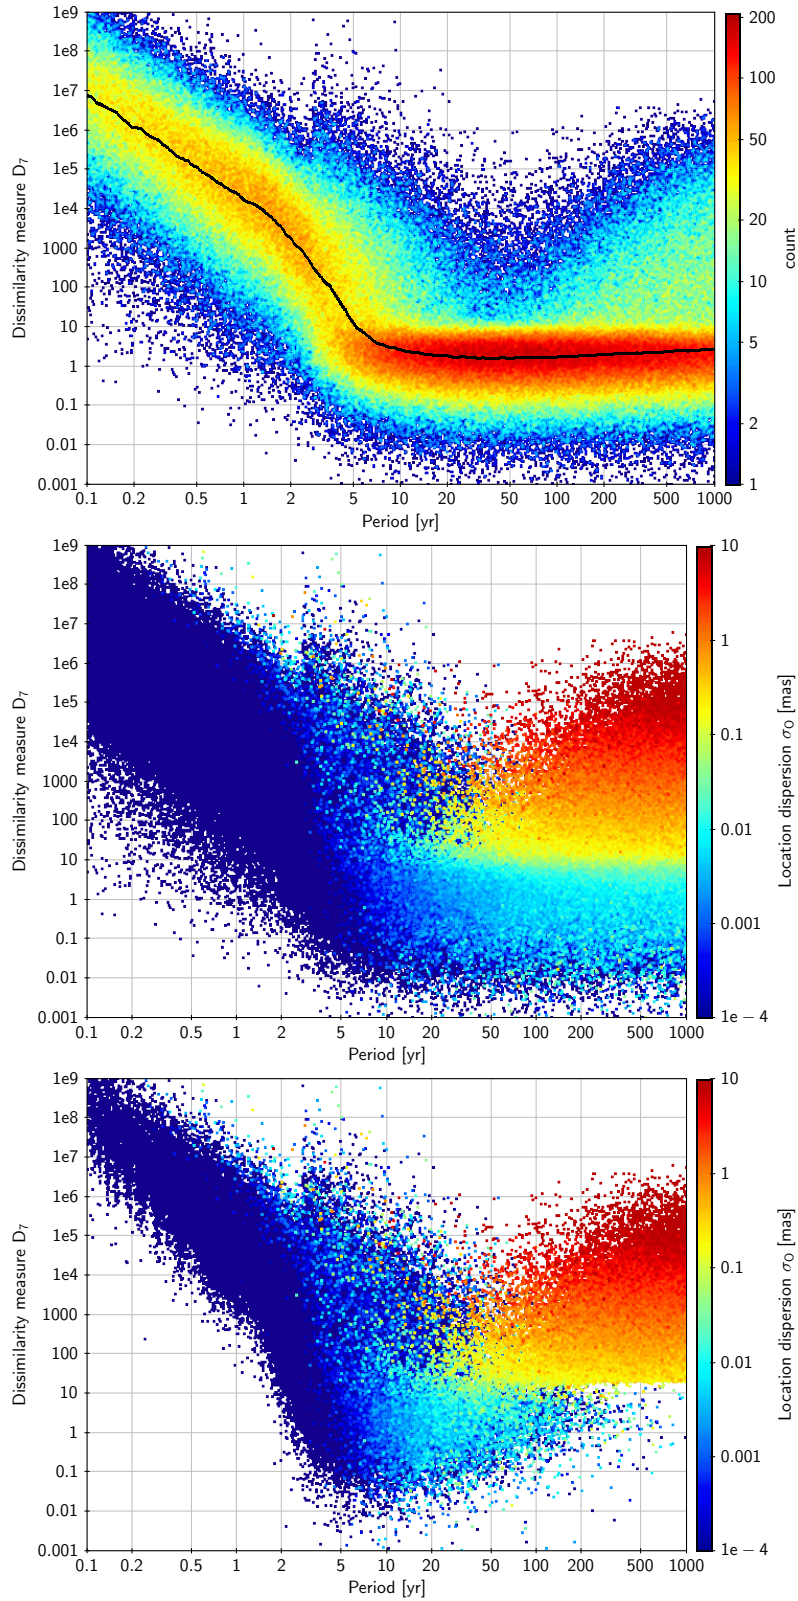 1e9
1e8
1e7
1e6
1e5
1e4
1000
100
10
1
0.1
0.01
0.001
Dissimilarity measure D7
0.1 0.2 0.5 1 2 5 10 20 50 100 200 500 1000
Period [yr]
200
100
50
20
10
5
2
1
count
1e9
1e8
1e7
1e6
1e5
1e4
1000
100
10
1
0.1
0.01
0.001
Dissimilarity measure D7
0.1 0.2 0.5 1 2 5 10 20 50 100 200 500 1000
Period [yr]
10
1
0.1
0.01
0.001
1e − 4
Location dispersion σO [mas]
1e9
1e8
1e7
1e6
1e5
1e4
1000
100
10
1
0.1
0.01
0.001
Dissimilarity measure D7
0.1 0.2 0.5 1 2 5 10 20 50 100 200 500 1000
Period [yr]
10
1
0.1
0.01
0.001
1e − 4
Location dispersion σO [mas]